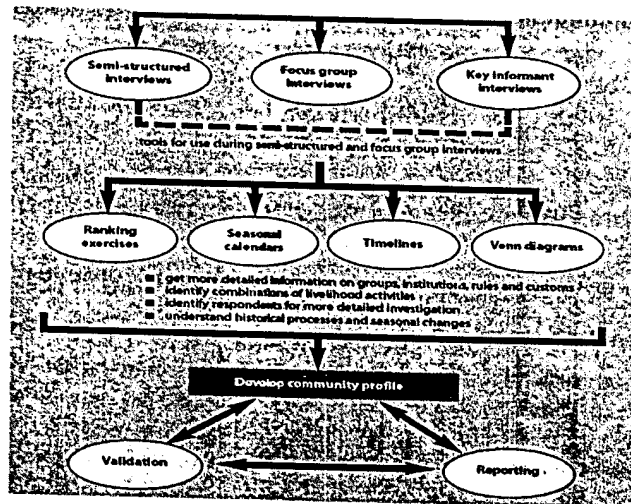 Semi-structured
interviews
Focus group
interviews
Key informant
interviews
tools for use during semi-structured and focus group interviews
Ranking
exercises
Seasonal
calendars
Timelines
Venn diagrams
get more detailed information on groups, institutions, rules and customs
identify combinations of livelihood activities
identify respondents for more detailed investigation
understand historical processes and seasonal changes
Develop community profile
Validation
Reporting